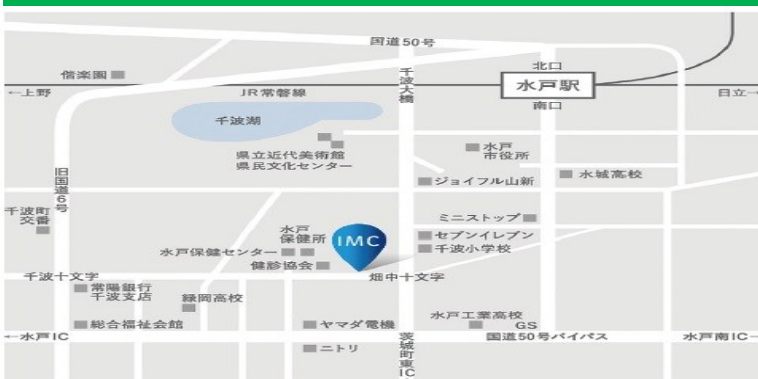 国道50号
北口
偕楽園
千波大橋
水戸駅
←上野
JR常磐線
日立→
南口
千波湖
県立近代美術館
県民文化センター
水戸
市役所
旧国道6号
ジョイフル山新
水城高校
千波町
交番
ミニストップ
水戸
保健所
IMC
セブンイレブン
水戸保健センター
千波小学校
健診協会
千波十文字
畑中十文字
常陽銀行
千波支店
緑岡高校
水戸工業高校
総合福祉会館
ヤマダ電機
GS
←水戸IC
茨城町東IC
国道50号バイパス
水戸南IC→
ニトリ